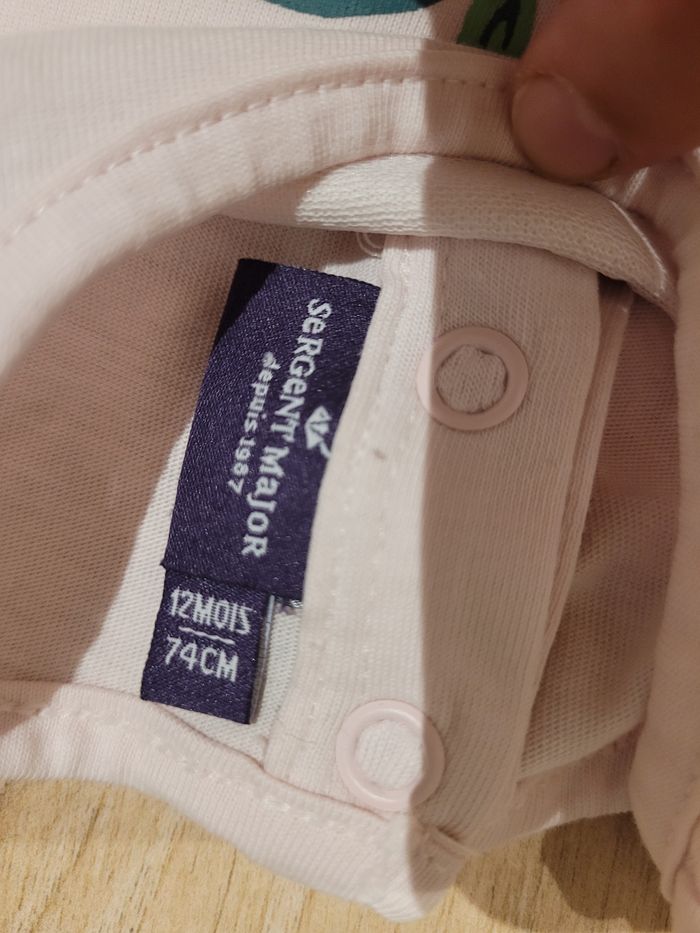 SeRGeNT MaJoR
depuis 1987
12MOIS
74CM